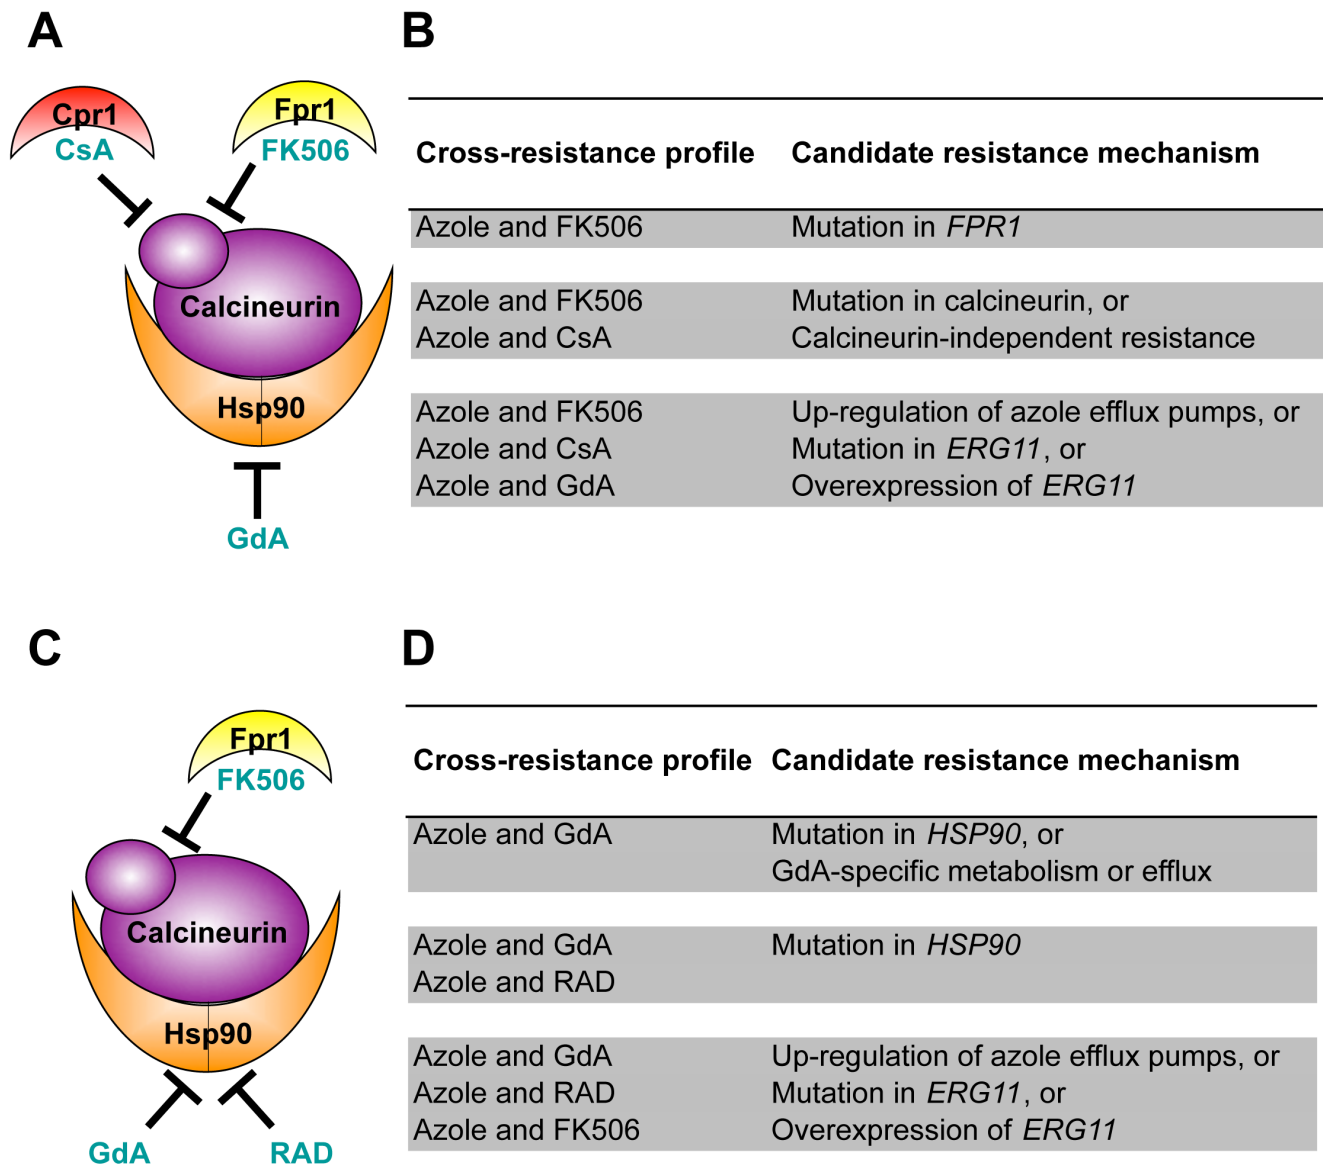 A
Cpr1
CsA
Fpr1
FK506
Calcineurin
Hsp90
GdA
B
Cross-resistance profile Candidate resistance mechanism
Azole and FK506 Mutation in FPR1
Azole and FK506 Mutation in calcineurin, or
Azole and CsA Calcineurin-independent resistance
Azole and FK506 Up-regulation of azole efflux pumps, or
Azole and CsA Mutation in ERG11, or
Azole and GdA Overexpression of ERG11
C
Fpr1
FK506
Calcineurin
Hsp90
GdA RAD
D
Cross-resistance profile Candidate resistance mechanism
Azole and GdA Mutation in HSP90, or
GdA-specific metabolism or efflux
Azole and GdA Mutation in HSP90
Azole and RAD
Azole and GdA Up-regulation of azole efflux pumps, or
Azole and RAD Mutation in ERG11, or
Azole and FK506 Overexpression of ERG11